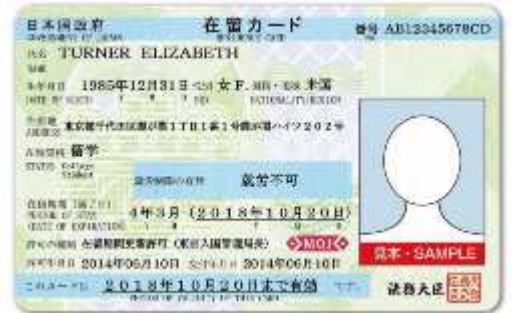 日本国政府 在留カード 番号 AB12345678CD
氏名 TURNER ELIZABETH
生年月日 1985年12月31日 性別 女 F. 国籍・地域 米国
住居地 東京都千代田区霞が関1丁目1番1号霞が関ハイツ202号
在留資格 留学
STATUS College Student
就労制限の有無 就労不可
在留期間(満了日) 4年3月(2018年10月20日)
許可の種類 在留期間更新許可(東京入国管理局長) MOJ
許可年月日 2014年06月10日 交付年月日 2014年06月10日
見本・SAMPLE
このカードは 2018年10月20日まで有効 です。
法務大臣